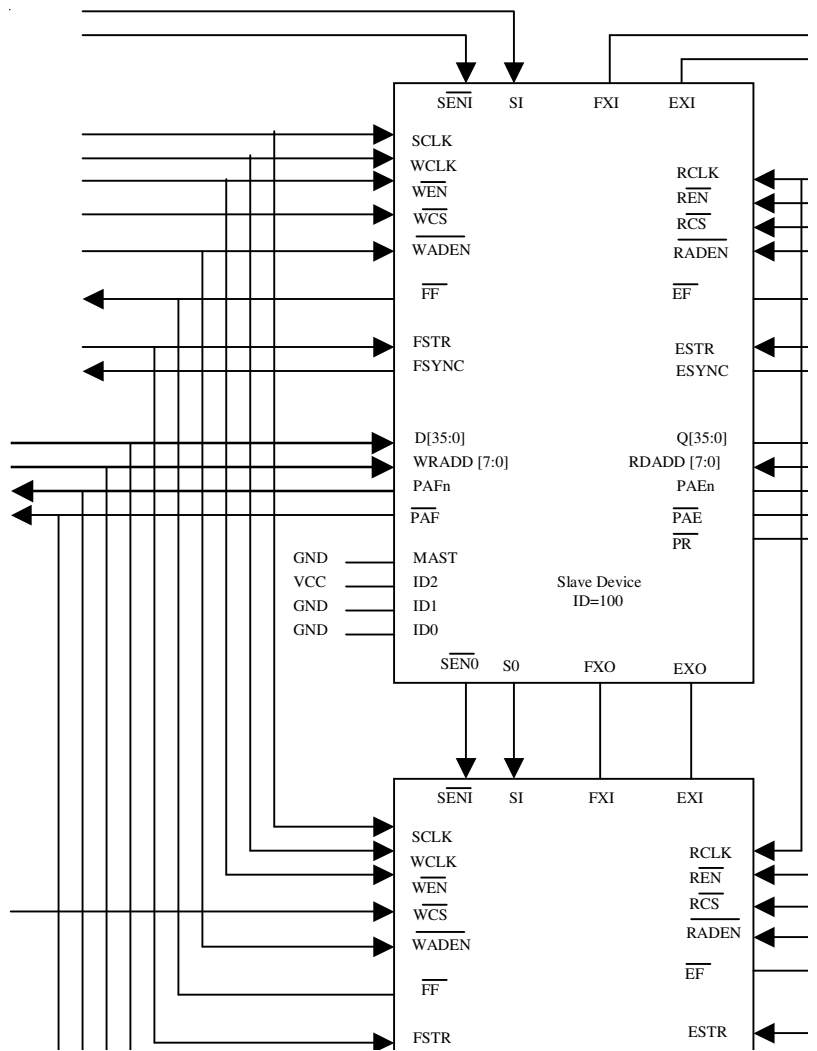 SENI SI FXI EXI
SCLK
WCLK RCLK
WEN REN
WCS RCS
WADEN RADEN
FF EF
FSTR ESTR
FSYNC ESYNC
D[35:0] Q[35:0]
WRADD [7:0] RDADD [7:0]
PAFn PAEn
PAF PAE
PR
GND MAST
VCC ID2 Slave Device
GND ID1 ID=100
GND ID0
SEN0 S0 FXO EXO
SENI SI FXI EXI
SCLK
WCLK RCLK
WEN REN
WCS RCS
WADEN RADEN
FF EF
FSTR ESTR